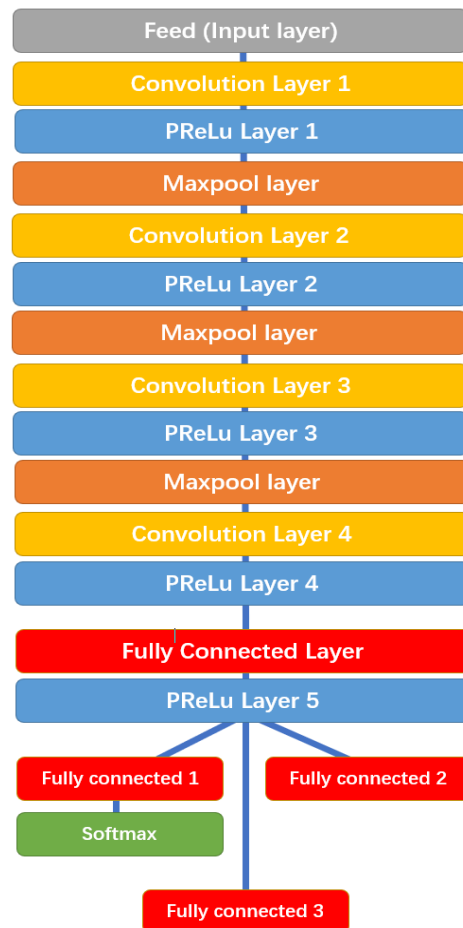 Feed (Input layer)
Convolution Layer 1
PReLu Layer 1
Maxpool layer
Convolution Layer 2
PReLu Layer 2
Maxpool layer
Convolution Layer 3
PReLu Layer 3
Maxpool layer
Convolution Layer 4
PReLu Layer 4
Fully Connected Layer
PReLu Layer 5
Fully connected 1
Fully connected 2
Softmax
Fully connected 3